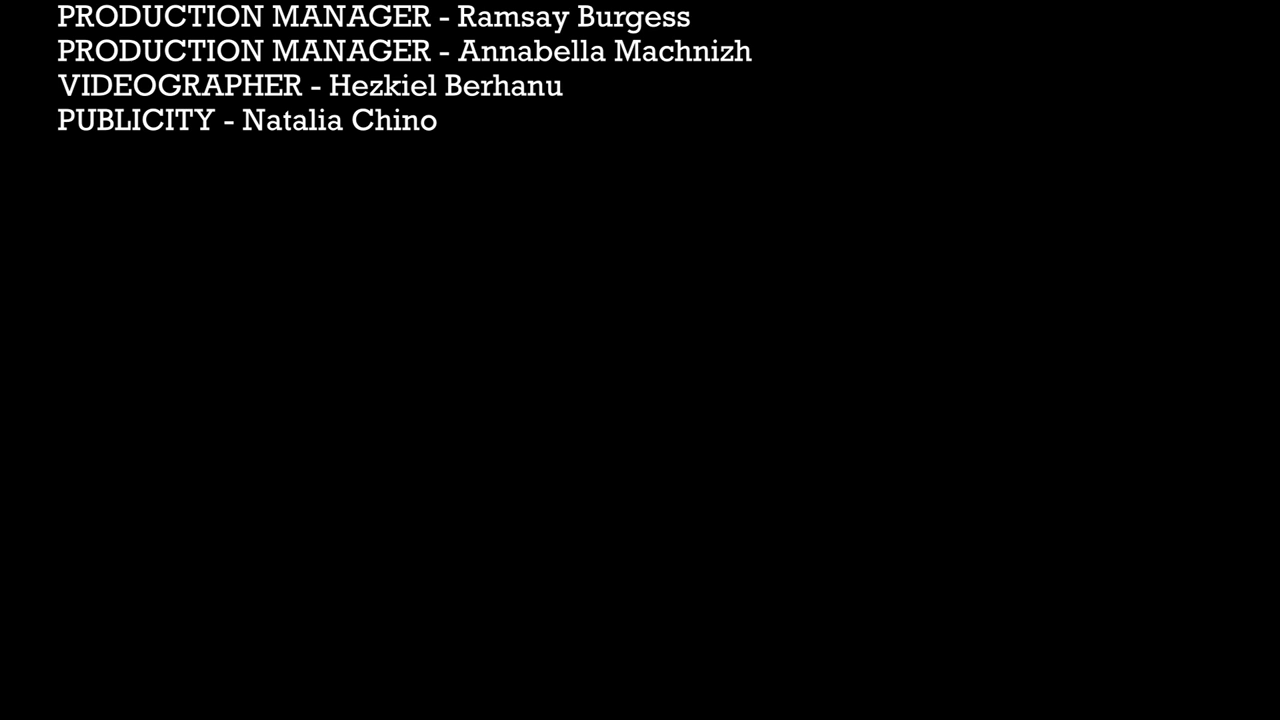 PRODUCTION MANAGER - Ramsay Burgess
PRODUCTION MANAGER - Annabella Machnizh
VIDEOGRAPHER - Hezkiel Berhanu
PUBLICITY - Natalia Chino